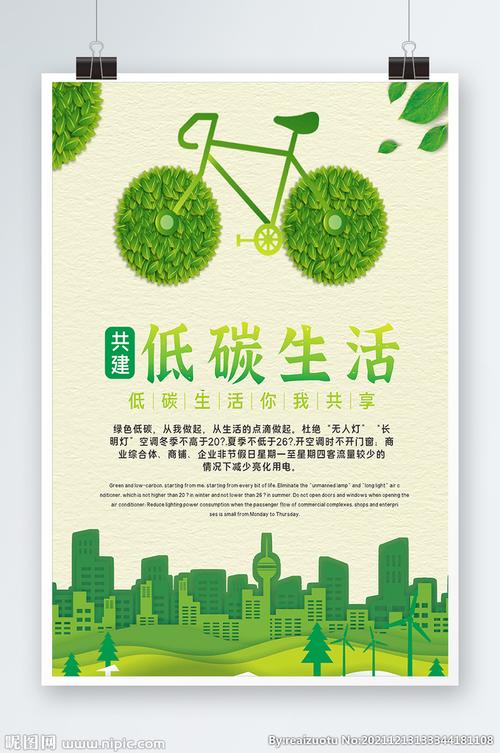 共建
低碳生活
低|碳|生|活|你|我|共|享
绿色低碳，从我做起，从生活的点滴做起。杜绝“无人灯”“长
明灯”空调冬季不高于20?,夏季不低于26?.开空调时不开门窗；商
业综合体、商铺、企业非节假日星期一至星期四客流量较少的
情况下减少亮化用电。
Green and low-carbon, starting from me, starting from every bit of life. Eliminate the "unmanned lamp" and "long light" air c
nditioner, which is not higher than 20 ? in winter and not lower than 26 ? in summer. Do not open doors and windows when opening the
air conditioner. Reduce lighting power consumption when the passenger flow of commercial complexes, shops and enterpri
ses is small from Monday to Thursday.
昵图网 www.nipic.com
By:reaizuotu No:20211213133344181108